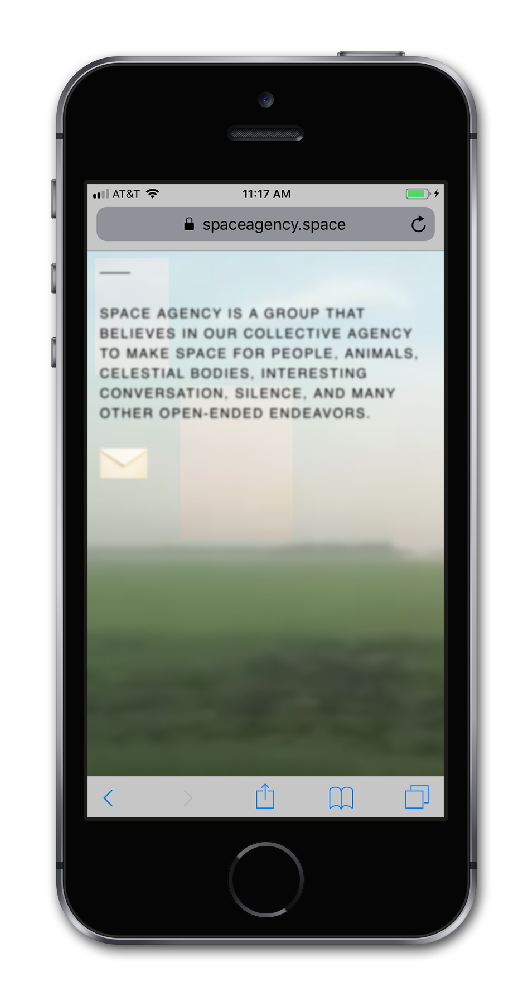 AT&T 11:17 AM
spaceagency.space
SPACE AGENCY IS A GROUP THAT
BELIEVES IN OUR COLLECTIVE AGENCY
TO MAKE SPACE FOR PEOPLE, ANIMALS,
CELESTIAL BODIES, INTERESTING
CONVERSATION, SILENCE, AND MANY
OTHER OPEN-ENDED ENDEAVORS.